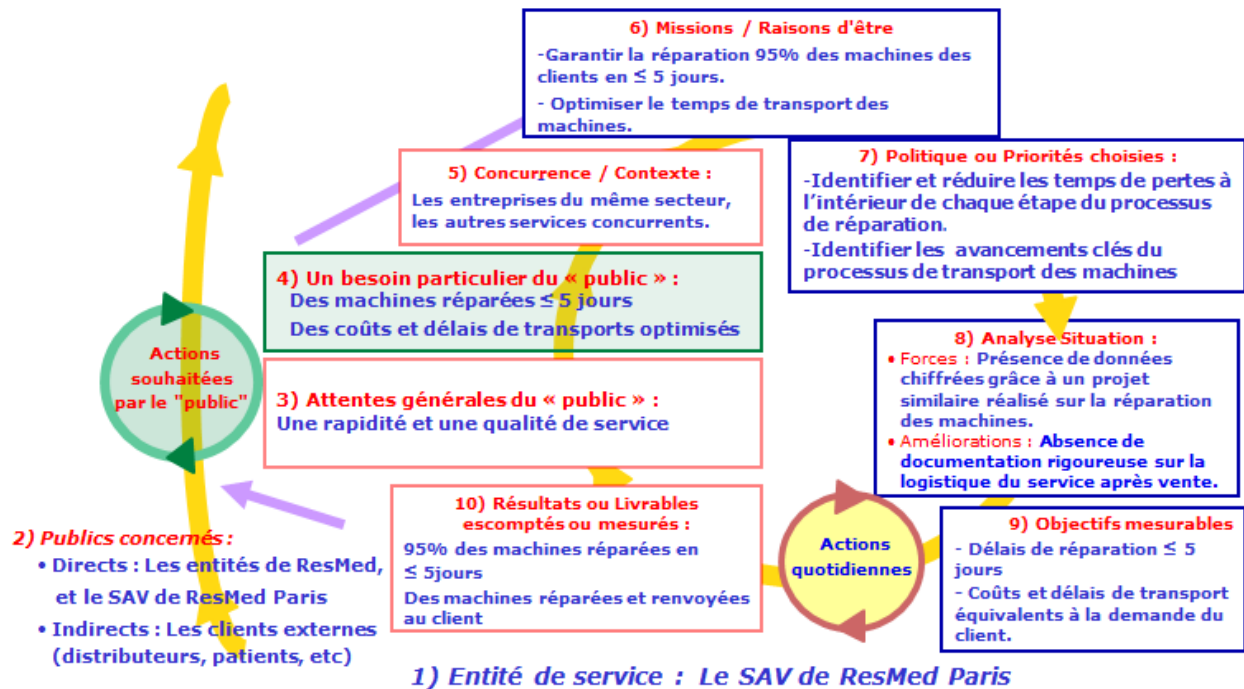 6) Missions / Raisons d'être
-Garantir la réparation 95% des machines des
clients en ≤ 5 jours.
- Optimiser le temps de transport des
machines.
5) Concurrence / Contexte :
Les entreprises du même secteur,
les autres services concurrents.
7) Politique ou Priorités choisies :
-Identifier et réduire les temps de pertes à
l'intérieur de chaque étape du processus
de réparation.
-Identifier les avancements clés du
processus de transport des machines
4) Un besoin particulier du « public » :
Des machines réparées ≤ 5 jours
Des coûts et délais de transports optimisés
Actions
souhaitées
par le "public"
3) Attentes générales du « public » :
Une rapidité et une qualité de service
8) Analyse Situation :
• Forces : Présence de données
chiffrées grâce à un projet
similaire réalisé sur la réparation
des machines.
• Améliorations : Absence de
documentation rigoureuse sur la
logistique du service après vente.
10) Résultats ou Livrables
escomptés ou mesurés :
95% des machines réparées en
≤ 5jours
Des machines réparées et renvoyées
au client
Actions
quotidiennes
9) Objectifs mesurables
- Délais de réparation ≤ 5
jours
- Coûts et délais de transport
équivalents à la demande du
client.
2) Publics concernés :
• Directs : Les entités de ResMed,
et le SAV de ResMed Paris
• Indirects : Les clients externes
(distributeurs, patients, etc)
1) Entité de service : Le SAV de ResMed Paris